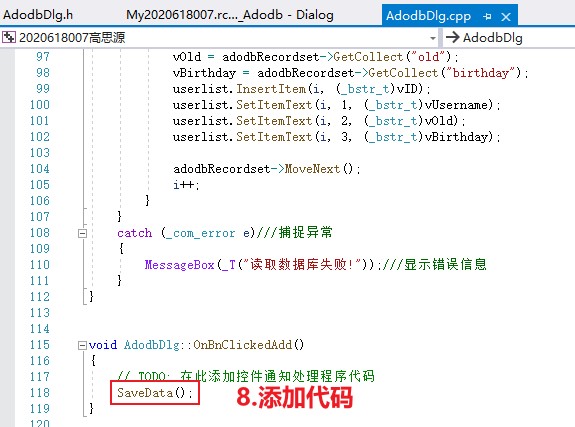 AdodbDlg.h My2020618007.rc..._Adodb - Dialog AdodbDlg.cpp
2020618007高思源 AdodbDlg
97 vOld = adodbRecordset->GetCollect("old");
98 vBirthday = adodbRecordset->GetCollect("birthday");
99 userlist.InsertItem(i, (_bstr_t)vID);
100 userlist.SetItemText(i, 1, (_bstr_t)vUsername);
101 userlist.SetItemText(i, 2, (_bstr_t)vOld);
102 userlist.SetItemText(i, 3, (_bstr_t)vBirthday);
103
104 adodbRecordset->MoveNext();
105 i++;
106 }
107 }
108 catch (_com_error e)///捕捉异常
109 {
110 MessageBox(_T("读取数据库失败!"));///显示错误信息
111 }
112 }
113
114
115 void AdodbDlg::OnBnClickedAdd()
116 {
117 // TODO: 在此添加控件通知处理程序代码
118 SaveData(); 8.添加代码
119 }
120